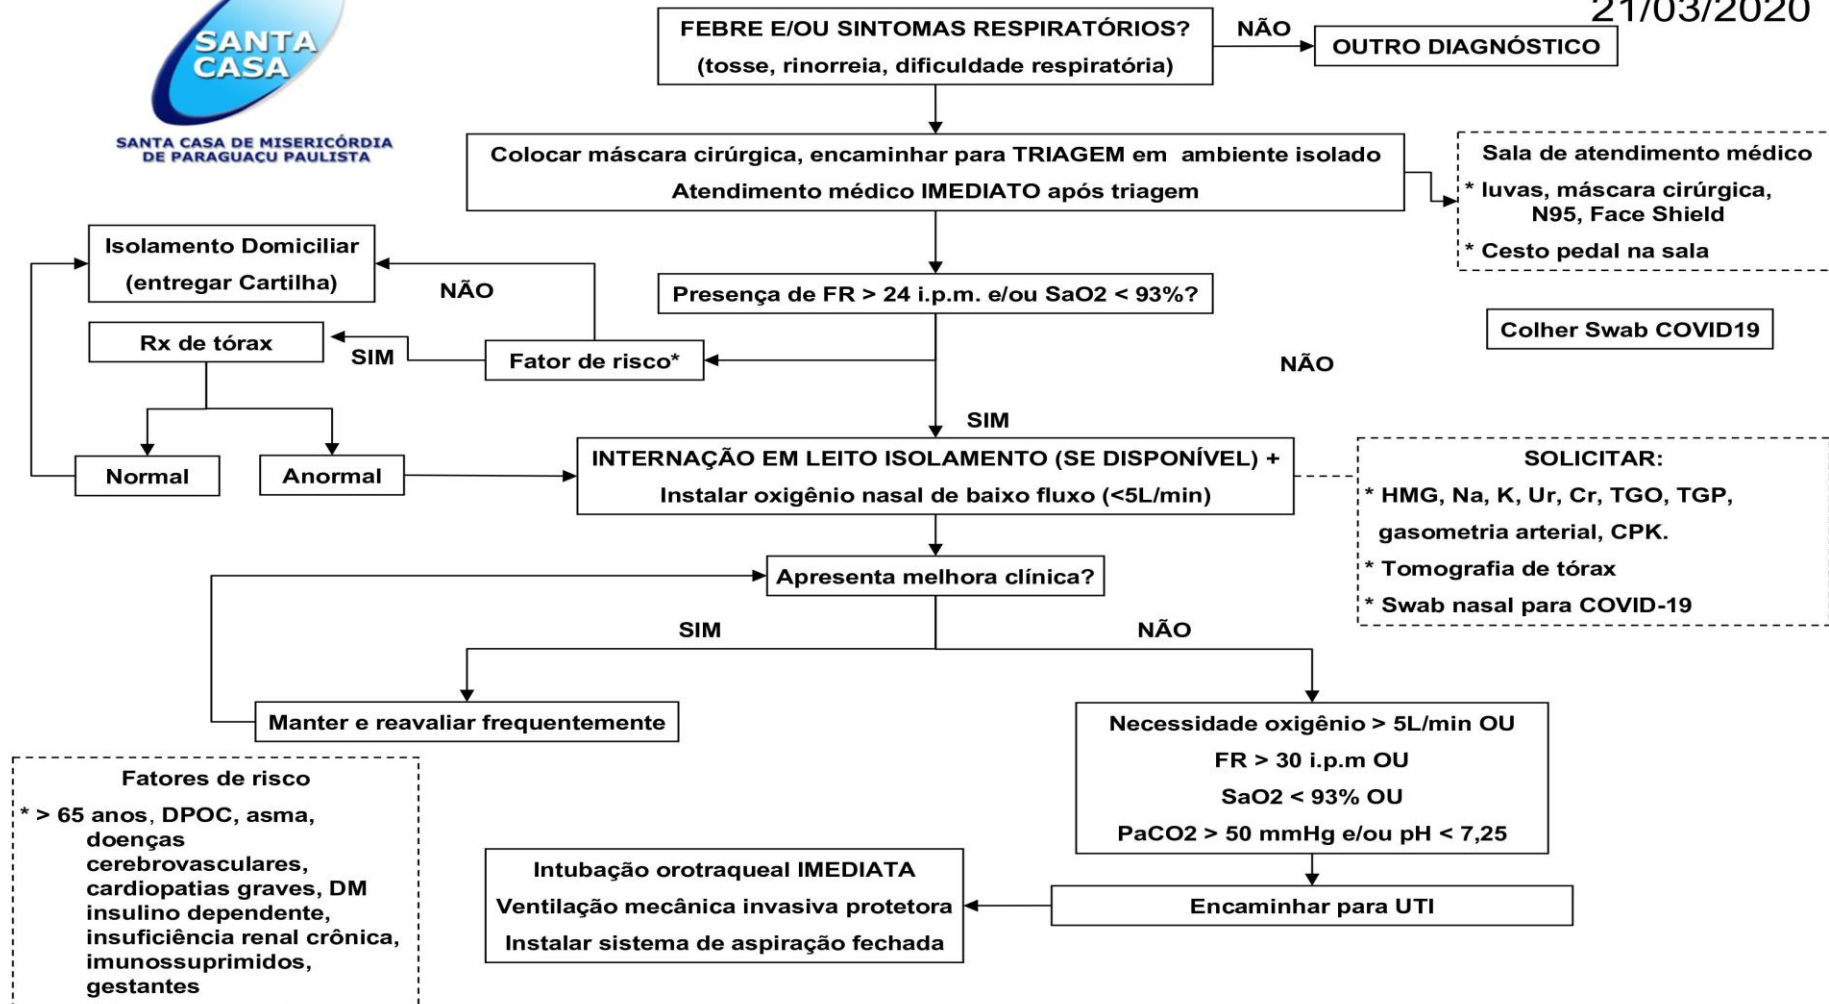 21/03/2020
SANTA
CASA
SANTA CASA DE MISERICÓRDIA
DE PARAGUAÇU PAULISTA
FEBRE E/OU SINTOMAS RESPIRATÓRIOS?
(tosse, rinorreia, dificuldade respiratória)
NÃO
OUTRO DIAGNÓSTICO
Colocar máscara cirúrgica, encaminhar para TRIAGEM em ambiente isolado
Atendimento médico IMEDIATO após triagem
Sala de atendimento médico
* luvas, máscara cirúrgica,
N95, Face Shield
* Cesto pedal na sala
Isolamento Domiciliar
(entregar Cartilha)
NÃO
Presença de FR > 24 i.p.m. e/ou SaO2 < 93%?
Colher Swab COVID19
Rx de tórax
SIM
Fator de risco*
NÃO
SIM
Normal
Anormal
INTERNAÇÃO EM LEITO ISOLAMENTO (SE DISPONÍVEL) +
Instalar oxigênio nasal de baixo fluxo (<5L/min)
SOLICITAR:
* HMG, Na, K, Ur, Cr, TGO, TGP,
gasometria arterial, CPK.
* Tomografia de tórax
* Swab nasal para COVID-19
Apresenta melhora clínica?
SIM
NÃO
Manter e reavaliar frequentemente
Necessidade oxigênio > 5L/min OU
FR > 30 i.p.m OU
SaO2 < 93% OU
PaCO2 > 50 mmHg e/ou pH < 7,25
Fatores de risco
* > 65 anos, DPOC, asma,
doenças
cerebrovasculares,
cardiopatias graves, DM
insulino dependente,
insuficiência renal crônica,
imunossuprimidos,
gestantes
Intubação orotraqueal IMEDIATA
Ventilação mecânica invasiva protetora
Instalar sistema de aspiração fechada
Encaminhar para UTI